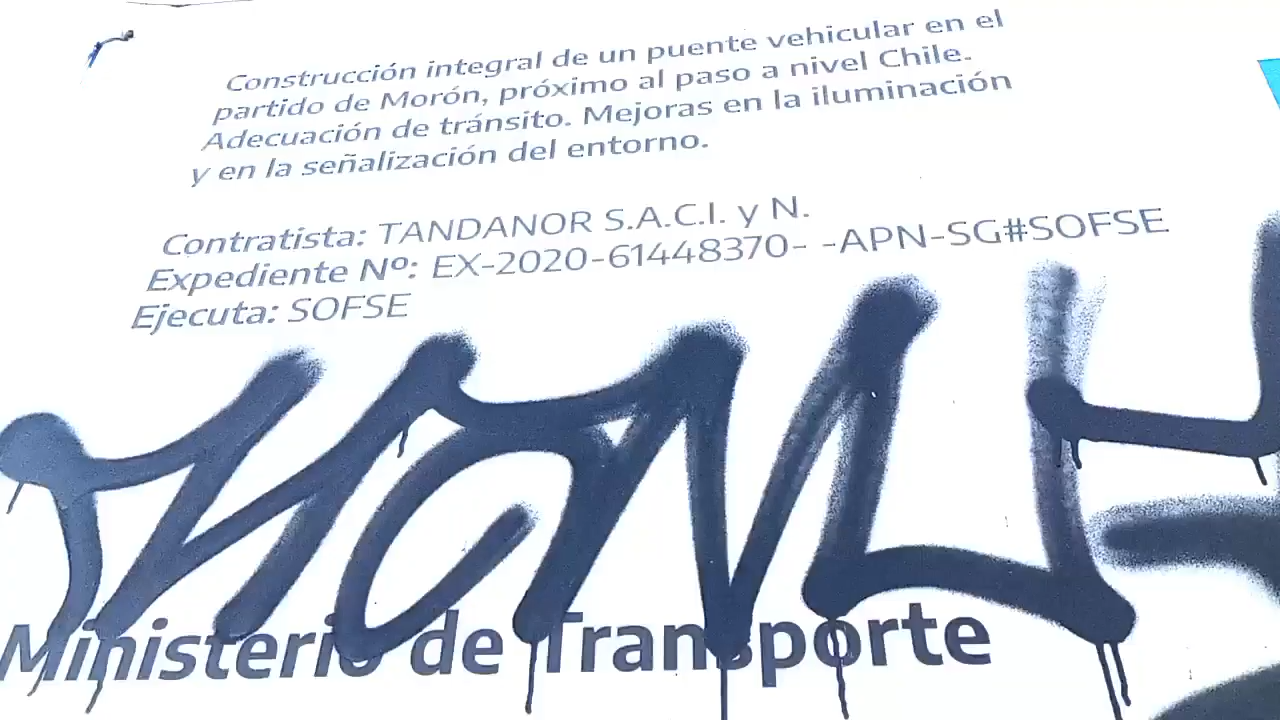 Construcción integral de un puente vehicular en el
partido de Morón, próximo al paso a nivel Chile.
Adecuación de tránsito. Mejoras en la iluminación
y en la señalización del entorno.
Contratista: TANDANOR S.A.C.I. y N.
Expediente Nº: EX-2020-61448370- -APN-SG#SOFSE
Ejecuta: SOFSE
Ministerio de Transporte